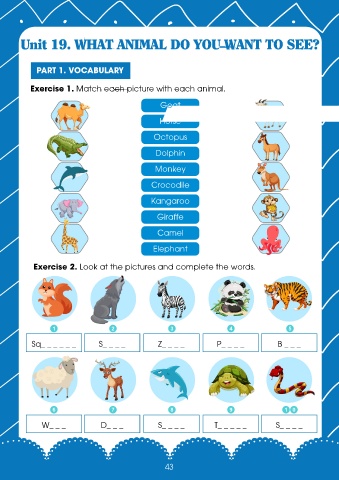 Unit 19. WHAT ANIMAL DO YOU WANT TO SEE?
PART 1. VOCABULARY
Exercise 1. Match each picture with each animal.
Goat
Horse
Octopus
Dolphin
Monkey
Crocodile
Kangaroo
Giraffe
Camel
Elephant
Exercise 2. Look at the pictures and complete the words.
1 2 3 4 5
Sq_ _ _ _ _ _ S_ _ _ _ Z_ _ _ _ P_ _ _ _ B _ _ _
6 7 8 9 10
W_ _ _ D_ _ _ S_ _ _ _ T_ _ _ _ _ S_ _ _ _
43